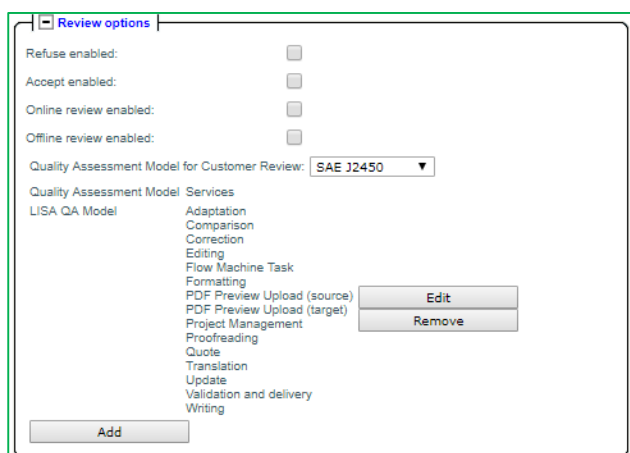 Review options
Refuse enabled:
Accept enabled:
Online review enabled:
Offline review enabled:
Quality Assessment Model for Customer Review: SAE J2450
Quality Assessment Model Services
LISA QA Model Adaptation
Comparison
Correction
Editing
Flow Machine Task
Formatting
PDF Preview Upload (source) Edit
PDF Preview Upload (target)
Project Management Remove
Proofreading
Quote
Translation
Update
Validation and delivery
Writing
Add